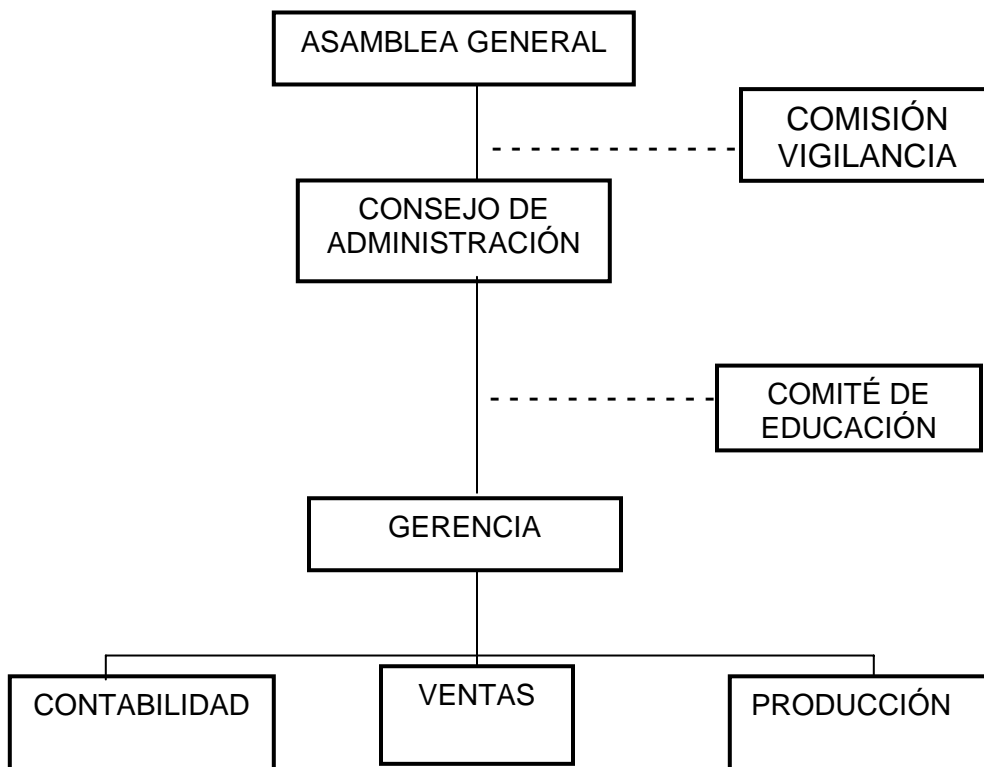 ASAMBLEA GENERAL
COMISIÓN
VIGILANCIA
CONSEJO DE
ADMINISTRACIÓN
COMITÉ DE
EDUCACIÓN
GERENCIA
CONTABILIDAD
VENTAS
PRODUCCIÓN